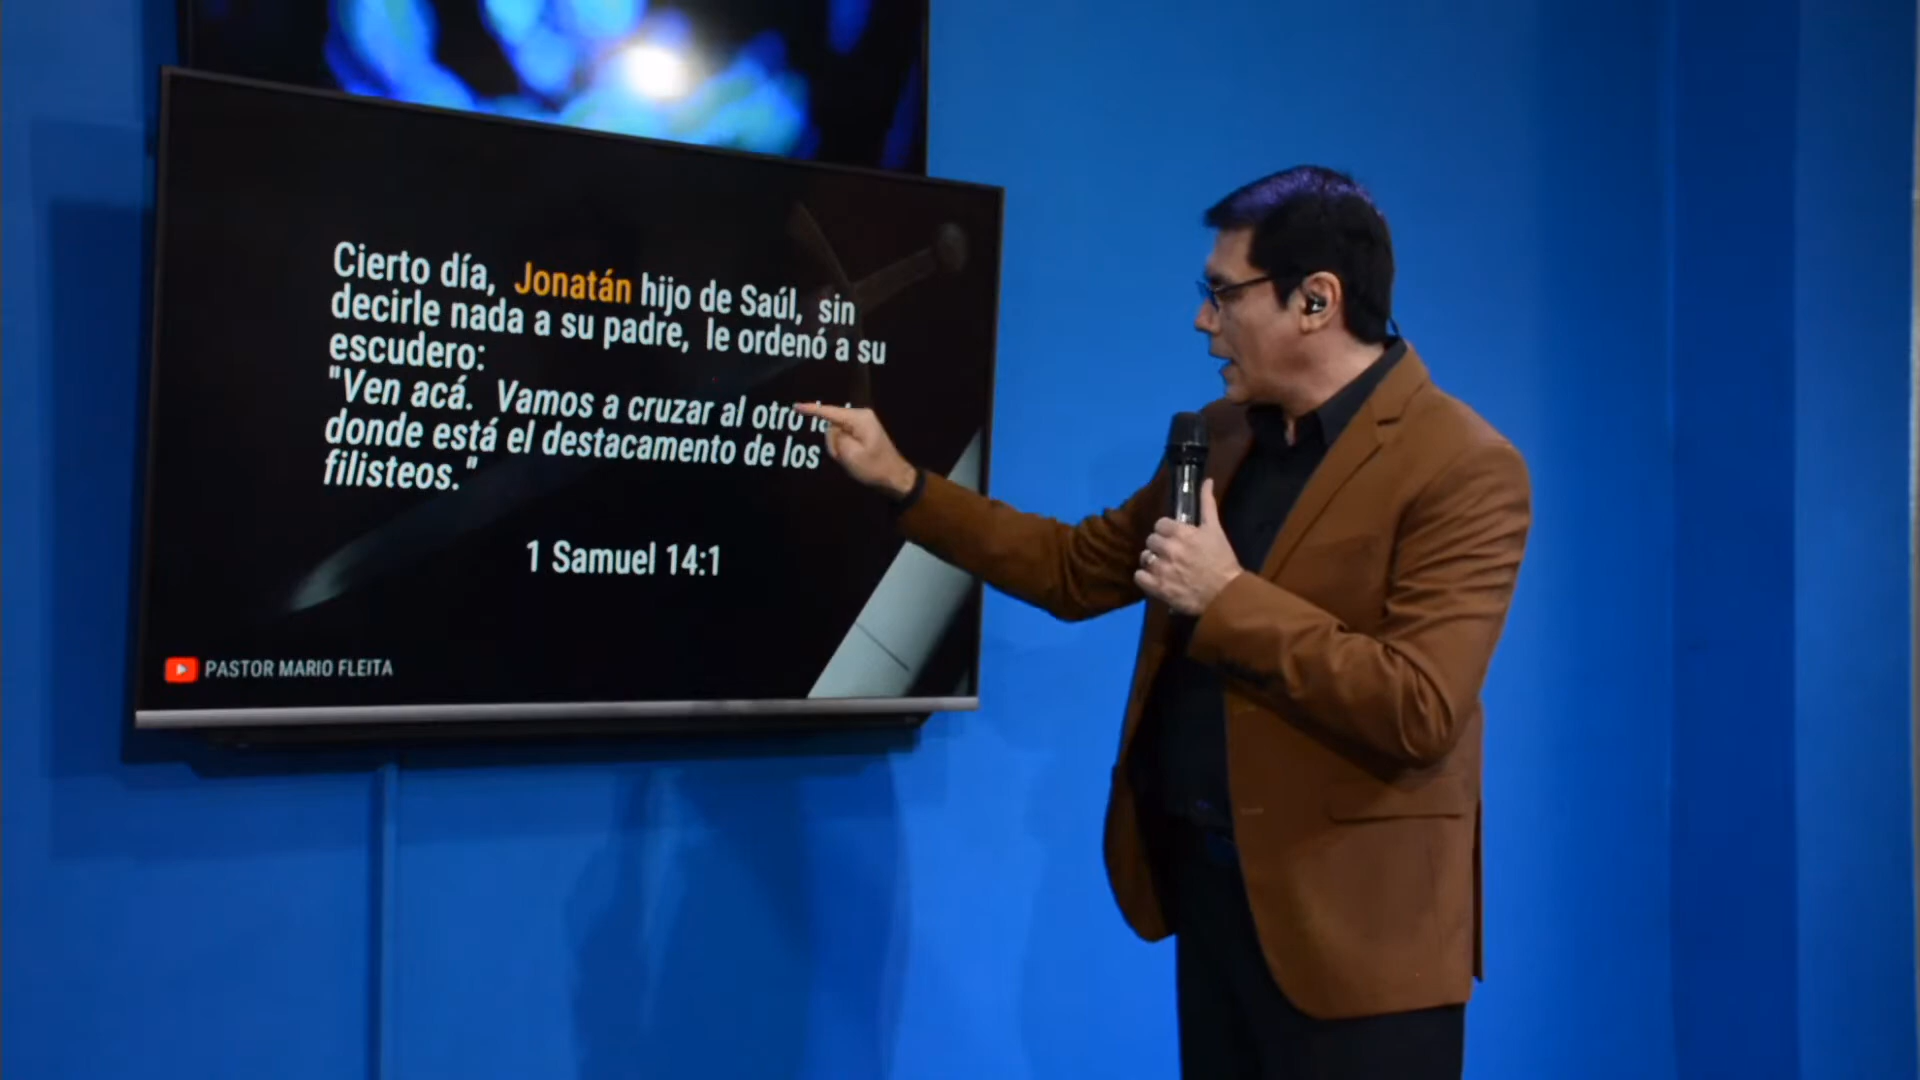 Cierto día, Jonatán hijo de Saúl, sin
decirle nada a su padre, le ordenó a su
escudero:
"Ven acá. Vamos a cruzar al otro
donde está el destacamento de los
filisteos."
1 Samuel 14:1
PASTOR MARIO FLEITA